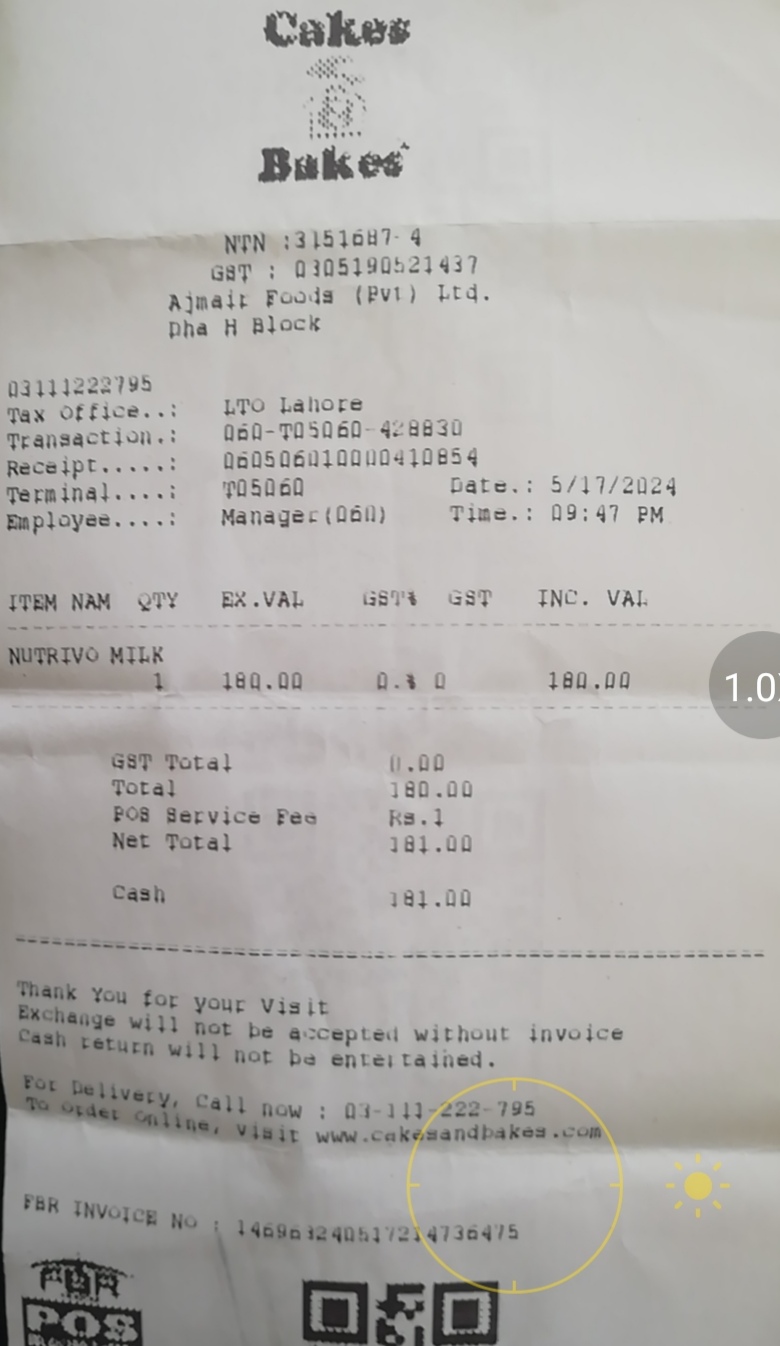 Cakes
Bakes
NTN :3151687-4
GST : 0305190521437
Ajmair Foods (Pvt) Ltd.
Dha H Block
03111222795
Tax Office..: LTO Lahore
Transaction.: 060-T05060-428830
Receipt.....: 060506010000410854
Terminal....: T05060 Date.: 5/17/2024
Employee....: Manager(060) Time.: 09:47 PM
ITEM NAM QTY EX.VAL GST% GST INC. VAL
NUTRIVO MILK
1 180.00 0.% 0 180.00
GST Total 0.00
Total 180.00
POS Service Fee Rs.1
Net Total 181.00
Cash 181.00
Thank You for your Visit
Exchange will not be accepted without invoice
Cash return will not be entertained.
For Delivery, Call now : 03-111-222-795
To Order Online, visit www.cakesandbakes.com
FBR INVOICE NO : 146963240517214736475
POS
1.0